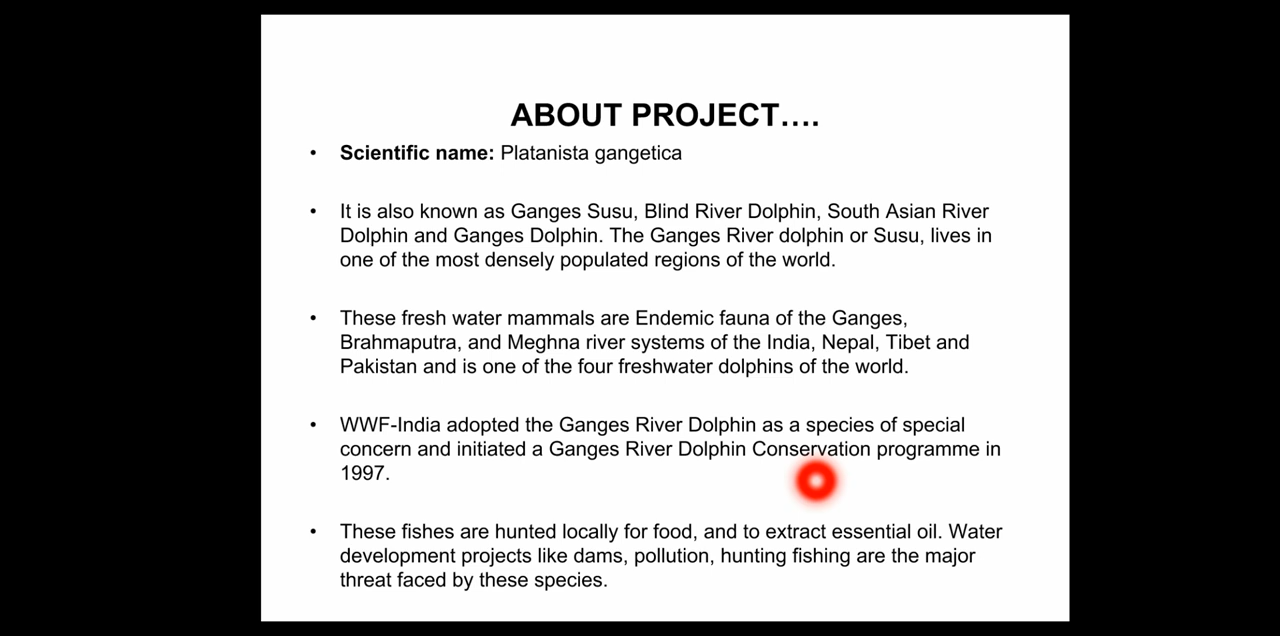 ABOUT PROJECT….
• Scientific name: Platanista gangetica
• It is also known as Ganges Susu, Blind River Dolphin, South Asian River
Dolphin and Ganges Dolphin. The Ganges River dolphin or Susu, lives in
one of the most densely populated regions of the world.
• These fresh water mammals are Endemic fauna of the Ganges,
Brahmaputra, and Meghna river systems of the India, Nepal, Tibet and
Pakistan and is one of the four freshwater dolphins of the world.
• WWF-India adopted the Ganges River Dolphin as a species of special
concern and initiated a Ganges River Dolphin Conservation programme in
1997.
• These fishes are hunted locally for food, and to extract essential oil. Water
development projects like dams, pollution, hunting fishing are the major
threat faced by these species.